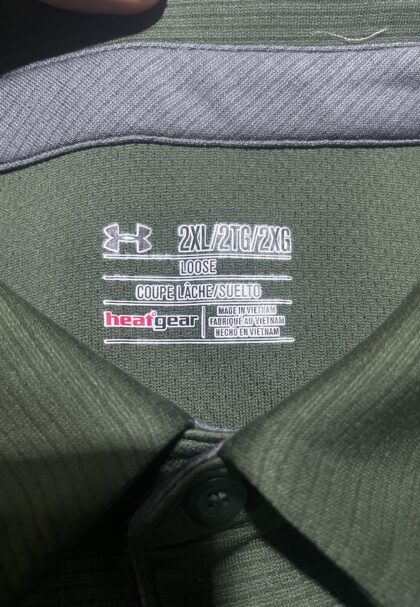 2XL/2TG/2XG
LOOSE
COUPE LÂCHE/SUELTO
heatgear
MADE IN VIETNAM
FABRIQUÉ AU VIETNAM
HECHO EN VIETNAM